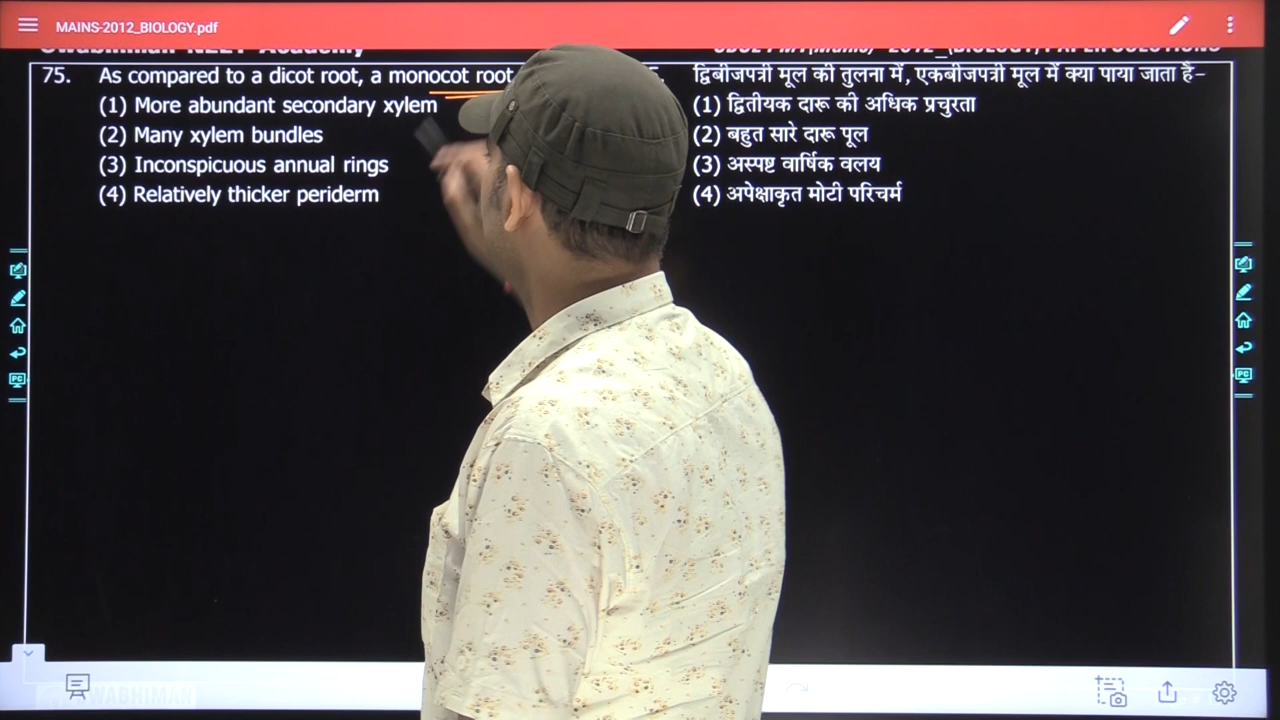 MAINS-2012_BIOLOGY.pdf
75. As compared to a dicot root, a monocot root
(1) More abundant secondary xylem
(2) Many xylem bundles
(3) Inconspicuous annual rings
(4) Relatively thicker periderm
द्विबीजपत्री मूल की तुलना में, एकबीजपत्री मूल में क्या पाया जाता है–
(1) द्वितीयक दारू की अधिक प्रचुरता
(2) बहुत सारे दारू पूल
(3) अस्पष्ट वार्षिक वलय
(4) अपेक्षाकृत मोटी परिचर्म
PC
PC